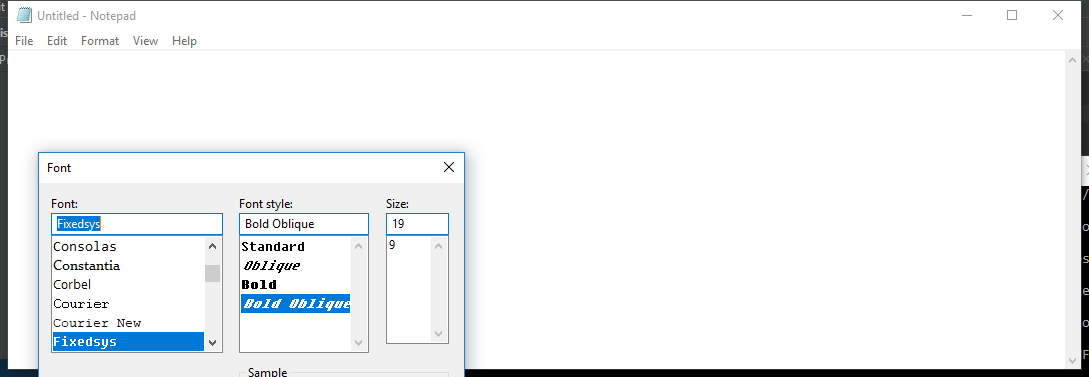 Untitled - Notepad
File Edit Format View Help
Font
Font: Font style: Size:
Fixedsys Bold Oblique 19
Consolas Standard 9
Constantia Oblique
Corbel Bold
Courier Bold Oblique
Courier New
Fixedsys
Sample